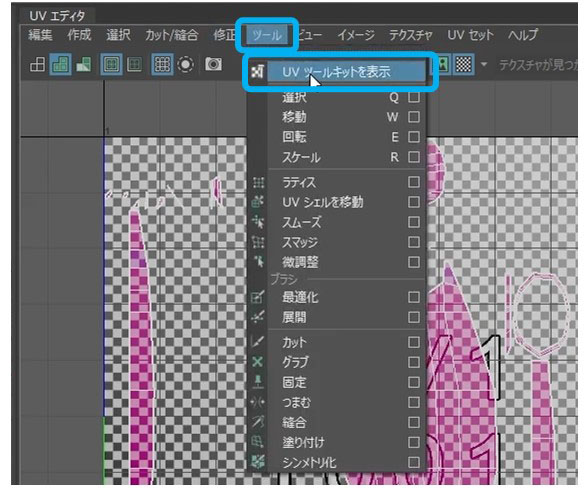 UV エディタ
編集 作成 選択 カット/縫合 修正 ツール ビュー イメージ テクスチャ UV セット ヘルプ
UV ツールキットを表示
テクスチャが見つか
選択 Q
移動 W
回転 E
スケール R
ラティス
UV シェルを移動
スムーズ
スマッジ
微調整
ブラシ
最適化
展開
カット
グラブ
固定
つまむ
縫合
塗り付け
シンメトリ化
1